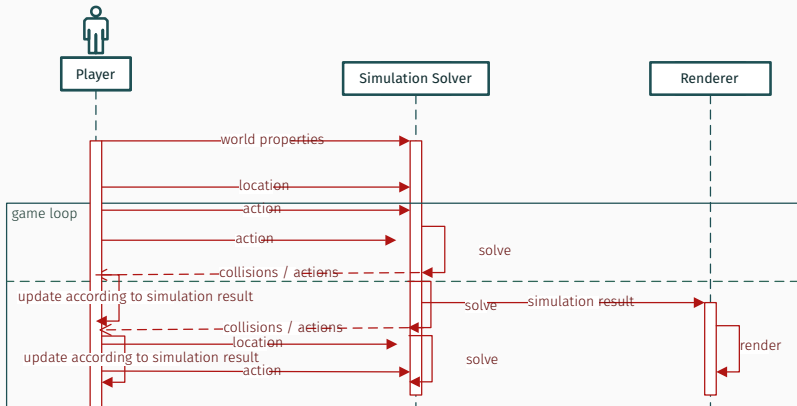 Player
Simulation Solver
Renderer
world properties
location
action
game loop
action
solve
collisions / actions
update according to simulation result
solve
simulation result
collisions / actions
location
render
update according to simulation result
solve
action